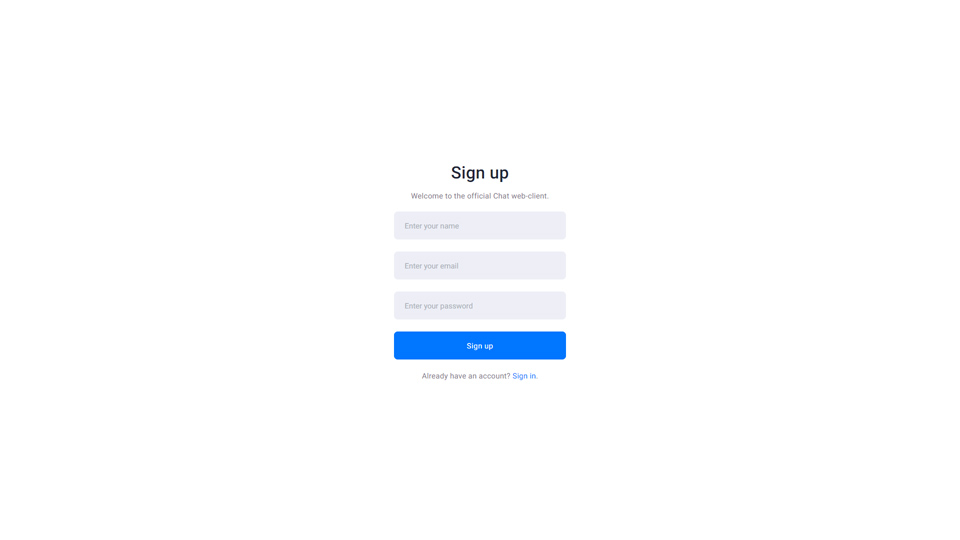 Sign up
Welcome to the official Chat web-client.
Enter your name
Enter your email
Enter your password
Sign up
Already have an account? Sign in.